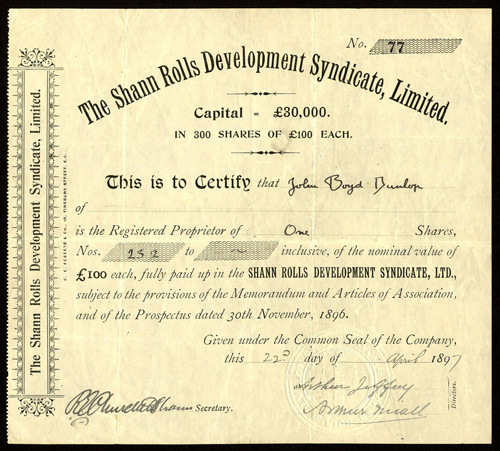 No. 77
The Shann Rolls Development Syndicate, Limited.
Capital = £30,000.
IN 300 SHARES OF £100 EACH.
This is to Certify that John Boyd Dunlop
of
is the Registered Proprietor of One Shares,
Nos. 252 to ~ inclusive, of the nominal value of
£100 each, fully paid up in the SHANN ROLLS DEVELOPMENT SYNDICATE, LTD.,
subject to the provisions of the Memorandum and Articles of Association,
and of the Prospectus dated 30th November, 1896.
Given under the Common Seal of the Company,
this 22nd day of April 1897
Arthur
Arthur Niall
Directors.
Secretary.
The Shann Rolls Development Syndicate, Limited.